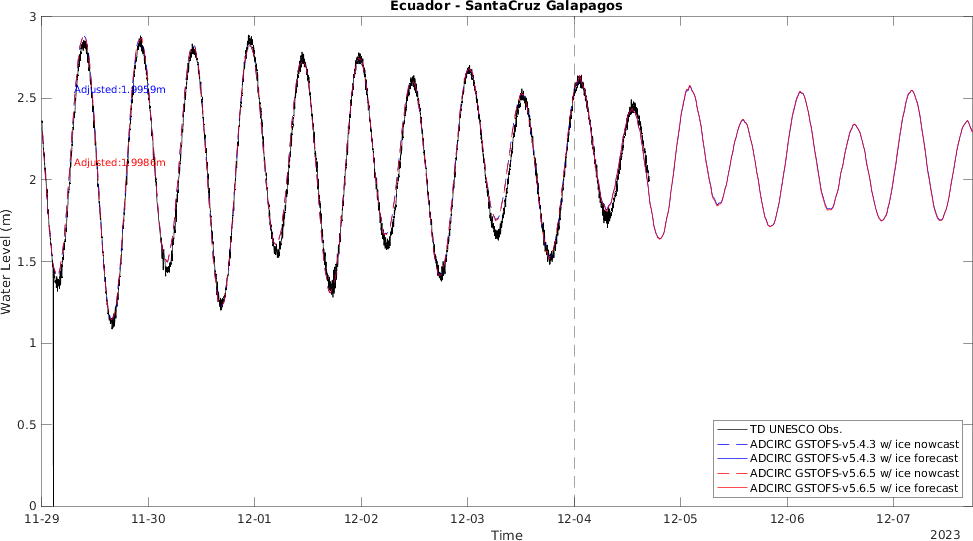 Ecuador - SantaCruz Galapagos
3
2.5
2
1.5
1
0.5
0
Water Level (m)
Adjusted:1.9959m
Adjusted:1.9986m
TD UNESCO Obs.
ADCIRC GSTOFS-v5.4.3 w/ ice nowcast
ADCIRC GSTOFS-v5.4.3 w/ ice forecast
ADCIRC GSTOFS-v5.6.5 w/ ice nowcast
ADCIRC GSTOFS-v5.6.5 w/ ice forecast
11-29 11-30 12-01 12-02 12-03 12-04 12-05 12-06 12-07
Time
2023